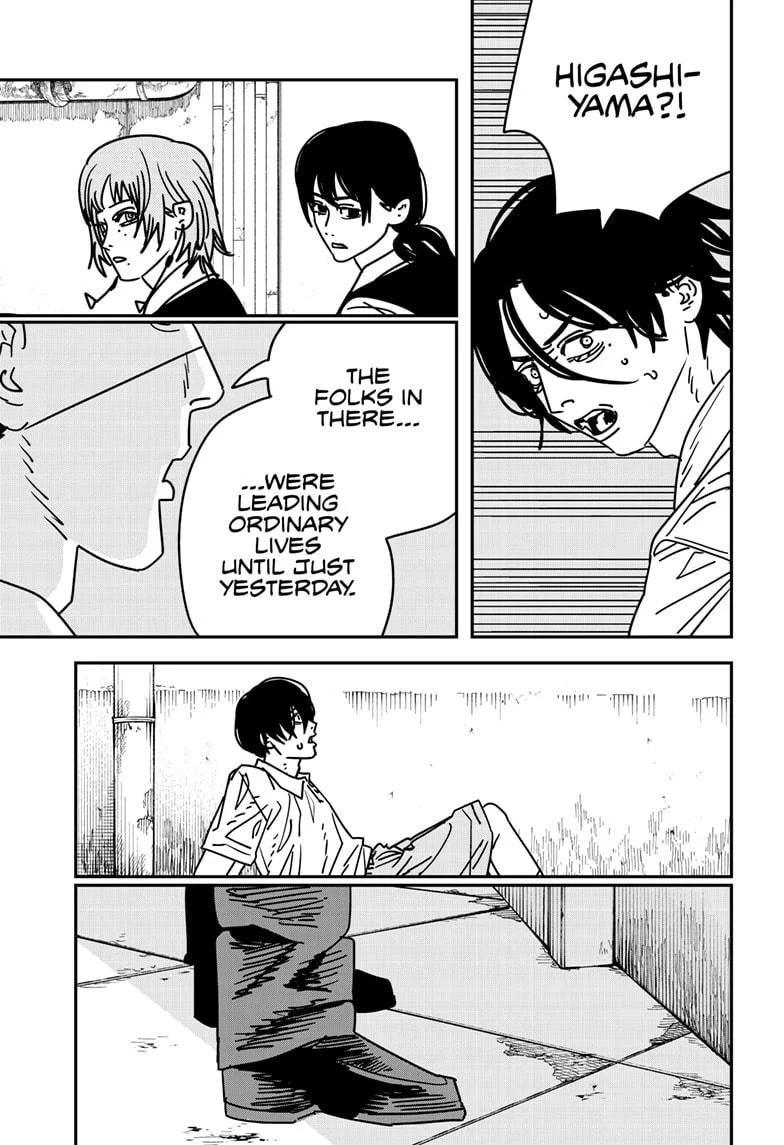 HIGASHI-
YAMA?!
THE
FOLKS IN
THERE...
...WERE
LEADING
ORDINARY
LIVES
UNTIL JUST
YESTERDAY.